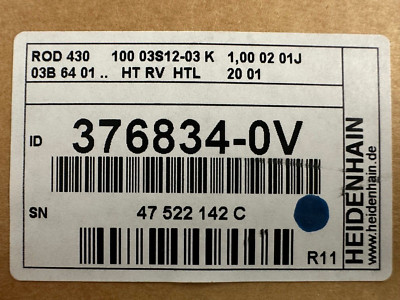 ROD 430 100 03S12-03 K 1,00 02 01J
03B 64 01 .. HT RV HTL 20 01
ID 376834-0V
SN 47 522 142 C
R11
HEIDENHAIN
www.heidenhain.de